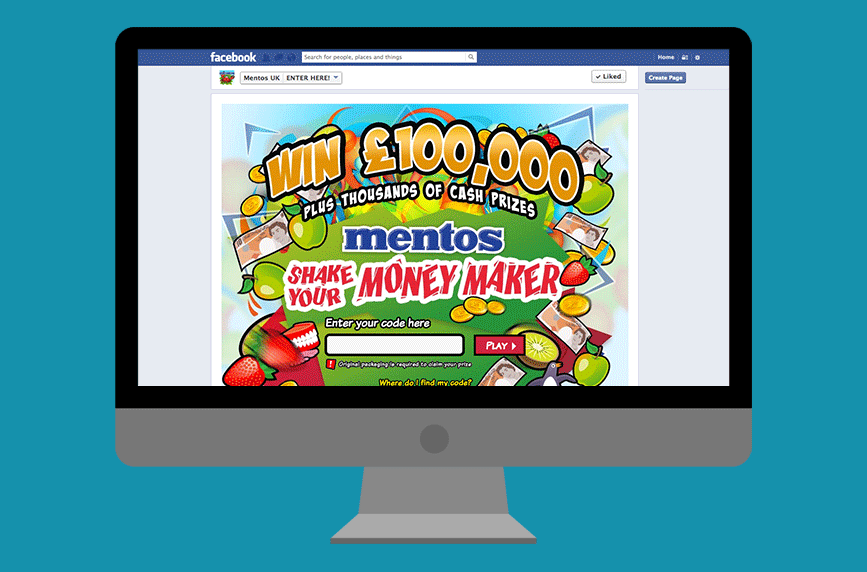 facebook
Search for people, places and things
Home
Mentos UK ENTER HERE!
Liked
Create Page
WIN £100,000
PLUS THOUSANDS OF CASH PRIZES
mentos
SHAKE YOUR MONEY MAKER
Enter your code here
PLAY
! Original packaging is required to claim your prize
Where do I find my code?